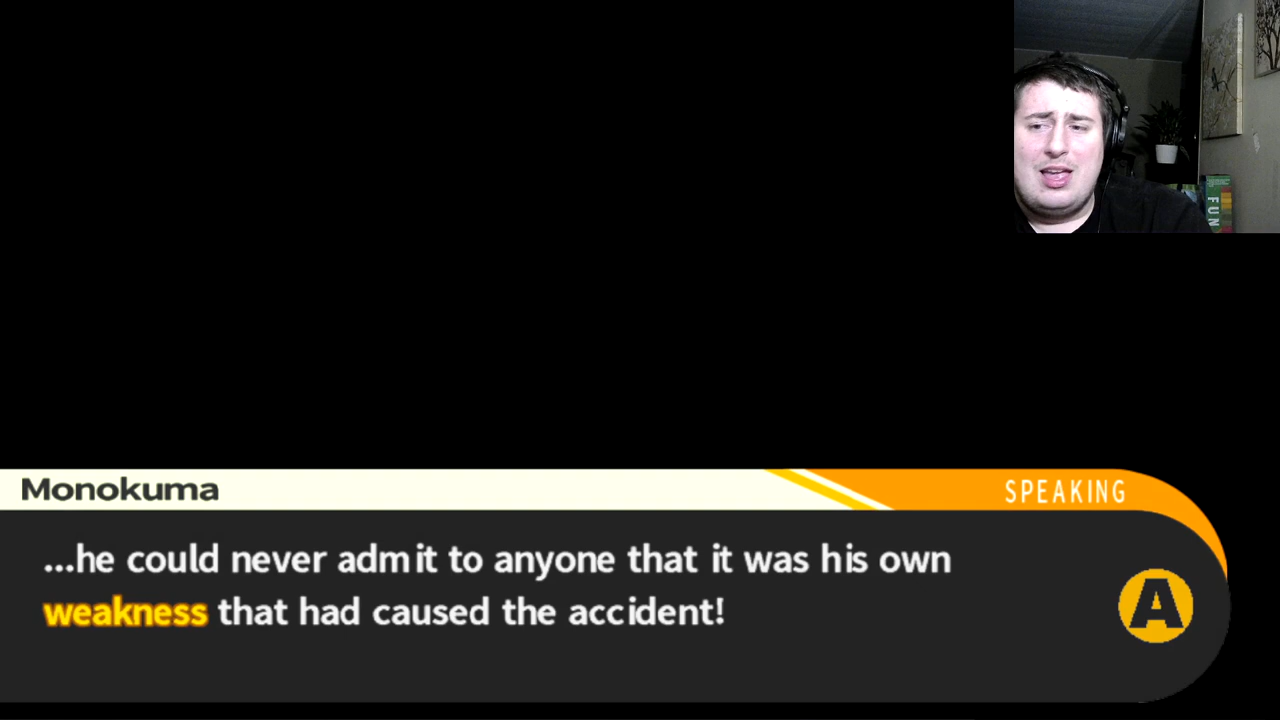 FUN
Monokuma
SPEAKING
...he could never admit to anyone that it was his own
weakness that had caused the accident!
A